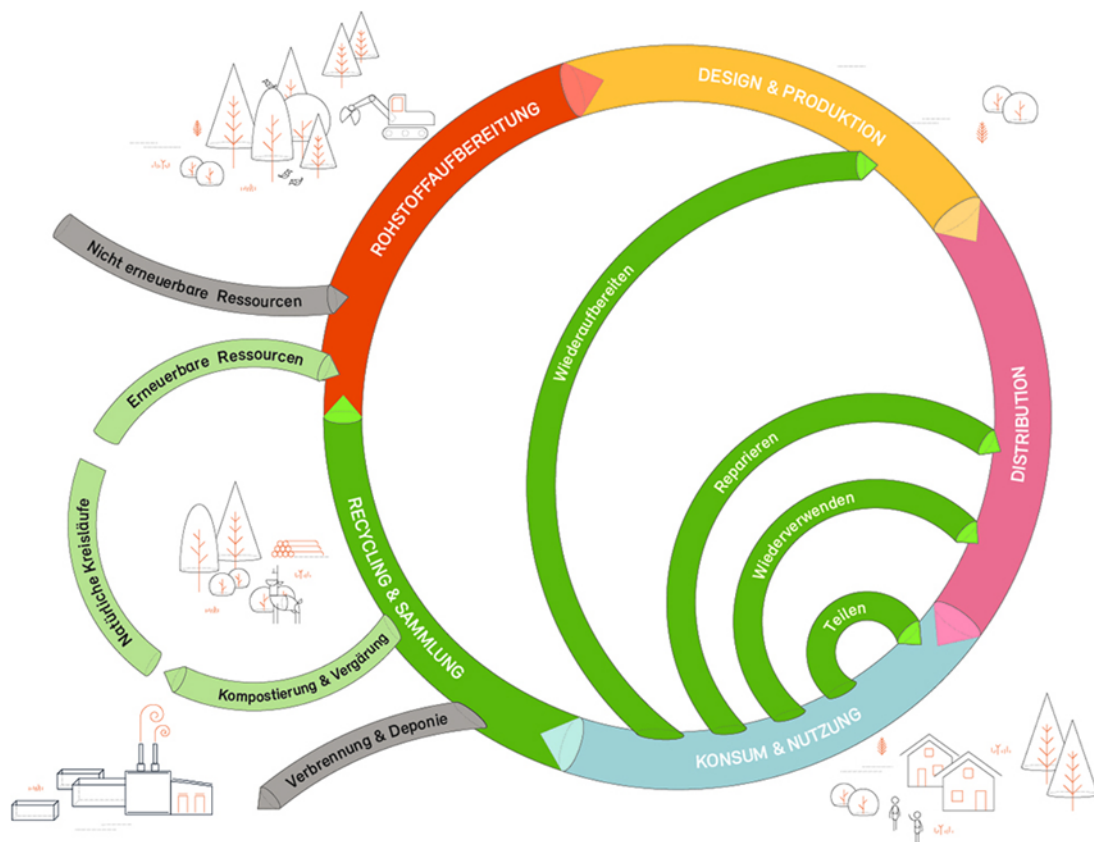 DESIGN & PRODUKTION
ROHSTOFFAUFBEREITUNG
Nicht erneuerbare Ressourcen
Wiederaufbereiten
Erneuerbare Ressourcen
DISTRIBUTION
Reparieren
Wiederverwenden
RECYCLING & SAMMLUNG
Natürliche Kreisläufe
Teilen
Kompostierung & Vergärung
KONSUM & NUTZUNG
Verbrennung & Deponie